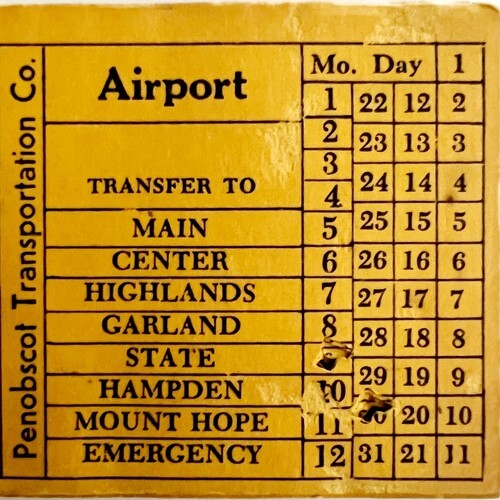 Penobscot Transportation Co.
Airport
TRANSFER TO
MAIN
CENTER
HIGHLANDS
GARLAND
STATE
HAMPDEN
MOUNT HOPE
EMERGENCY
Mo. Day 1
1 22 12 2
2 23 13 3
3
4 24 14 4
5 25 15 5
6 26 16 6
7 27 17 7
8 28 18 8
29 19 9
10 20 10
11
12 31 21 11